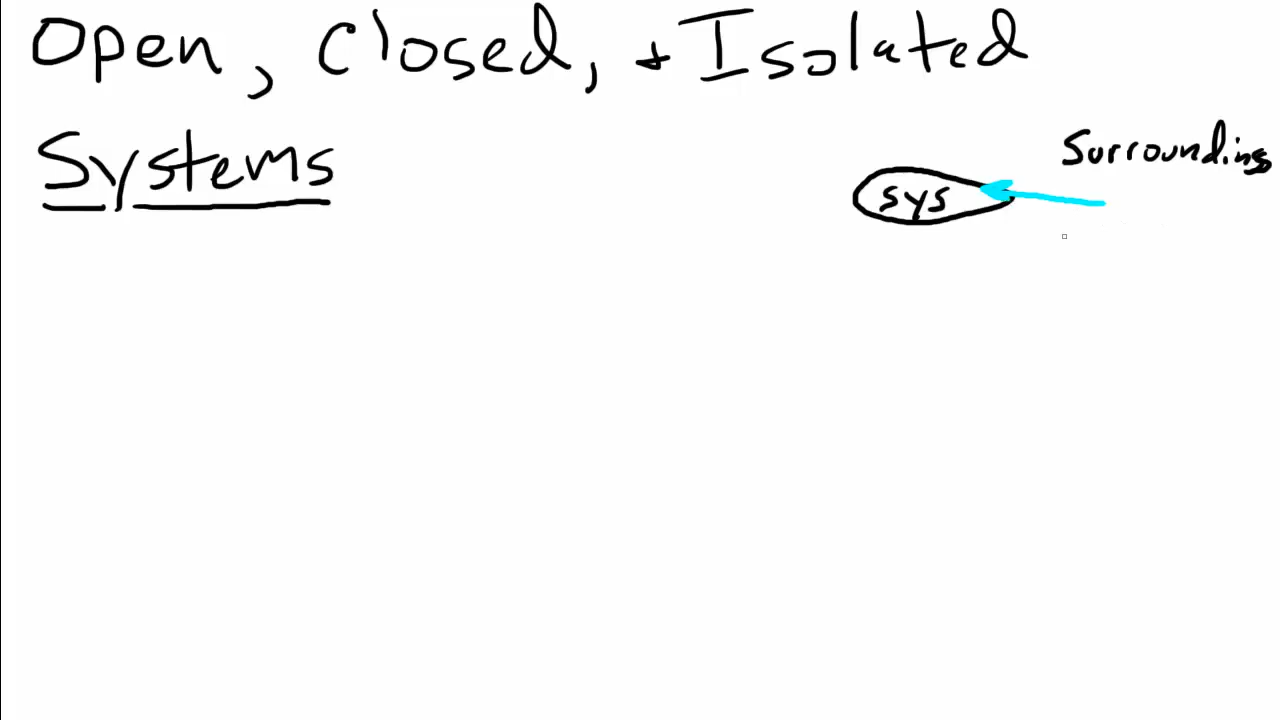 Open, Closed, + Isolated
Systems
Surroundings
sys